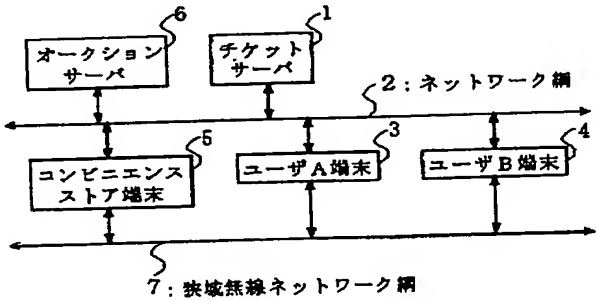 6
オークション
サーバ
1
チケット
サーバ
2:ネットワーク網
5
コンビニエンス
ストア端末
3
ユーザA端末
4
ユーザB端末
7:狭域無線ネットワーク網